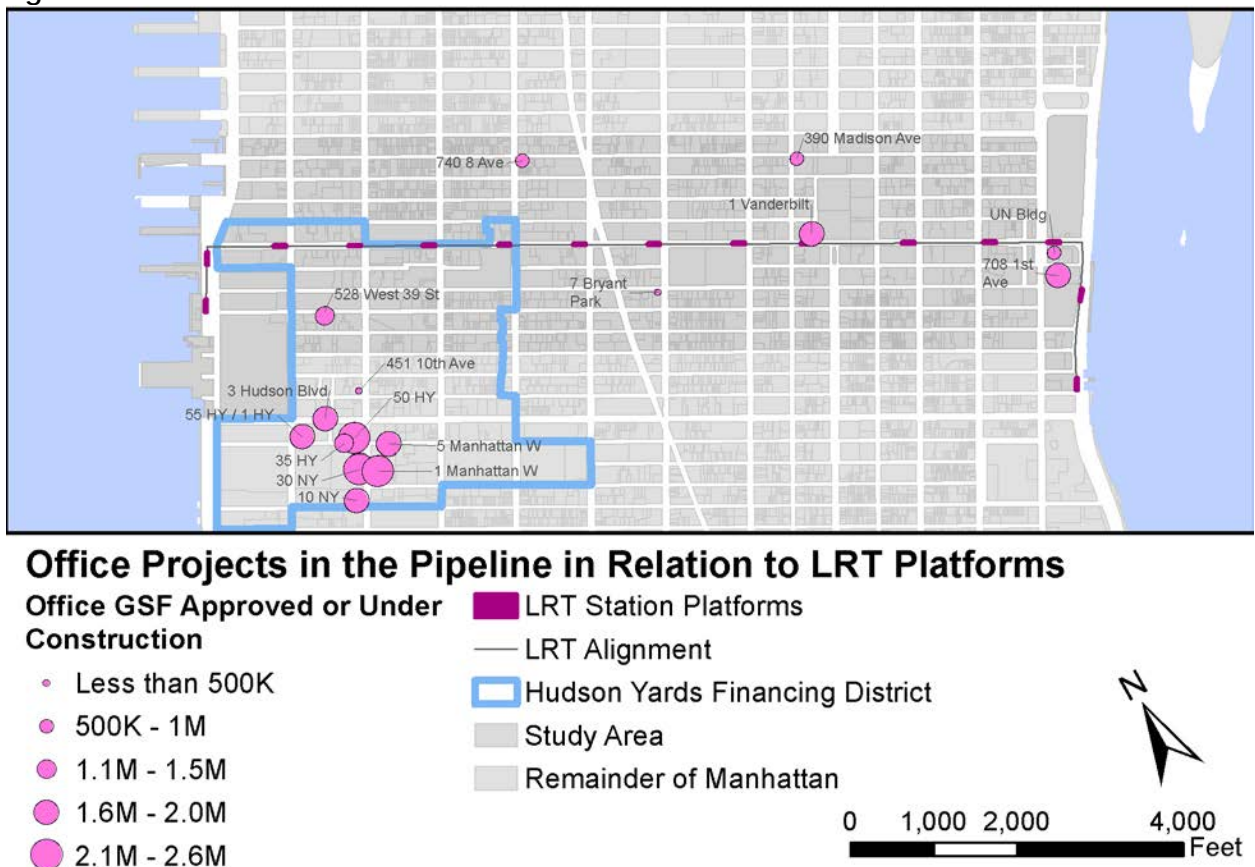 740 8 Ave
390 Madison Ave
1 Vanderbilt
UN Bldg
708 1st
Ave
7 Bryant
Park
528 West 39 St
451 10th Ave
3 Hudson Blvd
50 HY
55 HY / 1 HY
35 HY
5 Manhattan W
30 NY
1 Manhattan W
10 NY
Office Projects in the Pipeline in Relation to LRT Platforms
Office GSF Approved or Under
Construction
Less than 500K
500K - 1M
1.1M - 1.5M
1.6M - 2.0M
2.1M - 2.6M
LRT Station Platforms
LRT Alignment
Hudson Yards Financing District
Study Area
Remainder of Manhattan
N
0 1,000 2,000 4,000
Feet